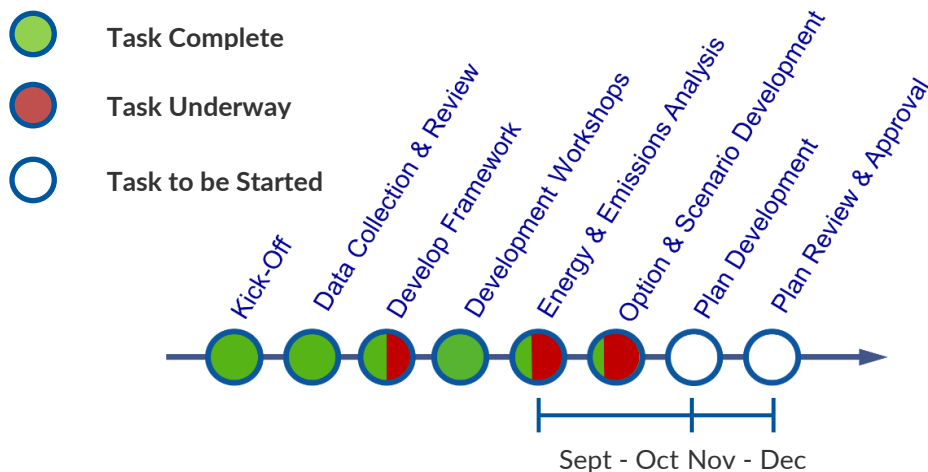 Task Complete
Task Underway
Task to be Started
Kick-Off
Data Collection & Review
Develop Framework
Development Workshops
Energy & Emissions Analysis
Option & Scenario Development
Plan Development
Plan Review & Approval
Sept - Oct Nov - Dec